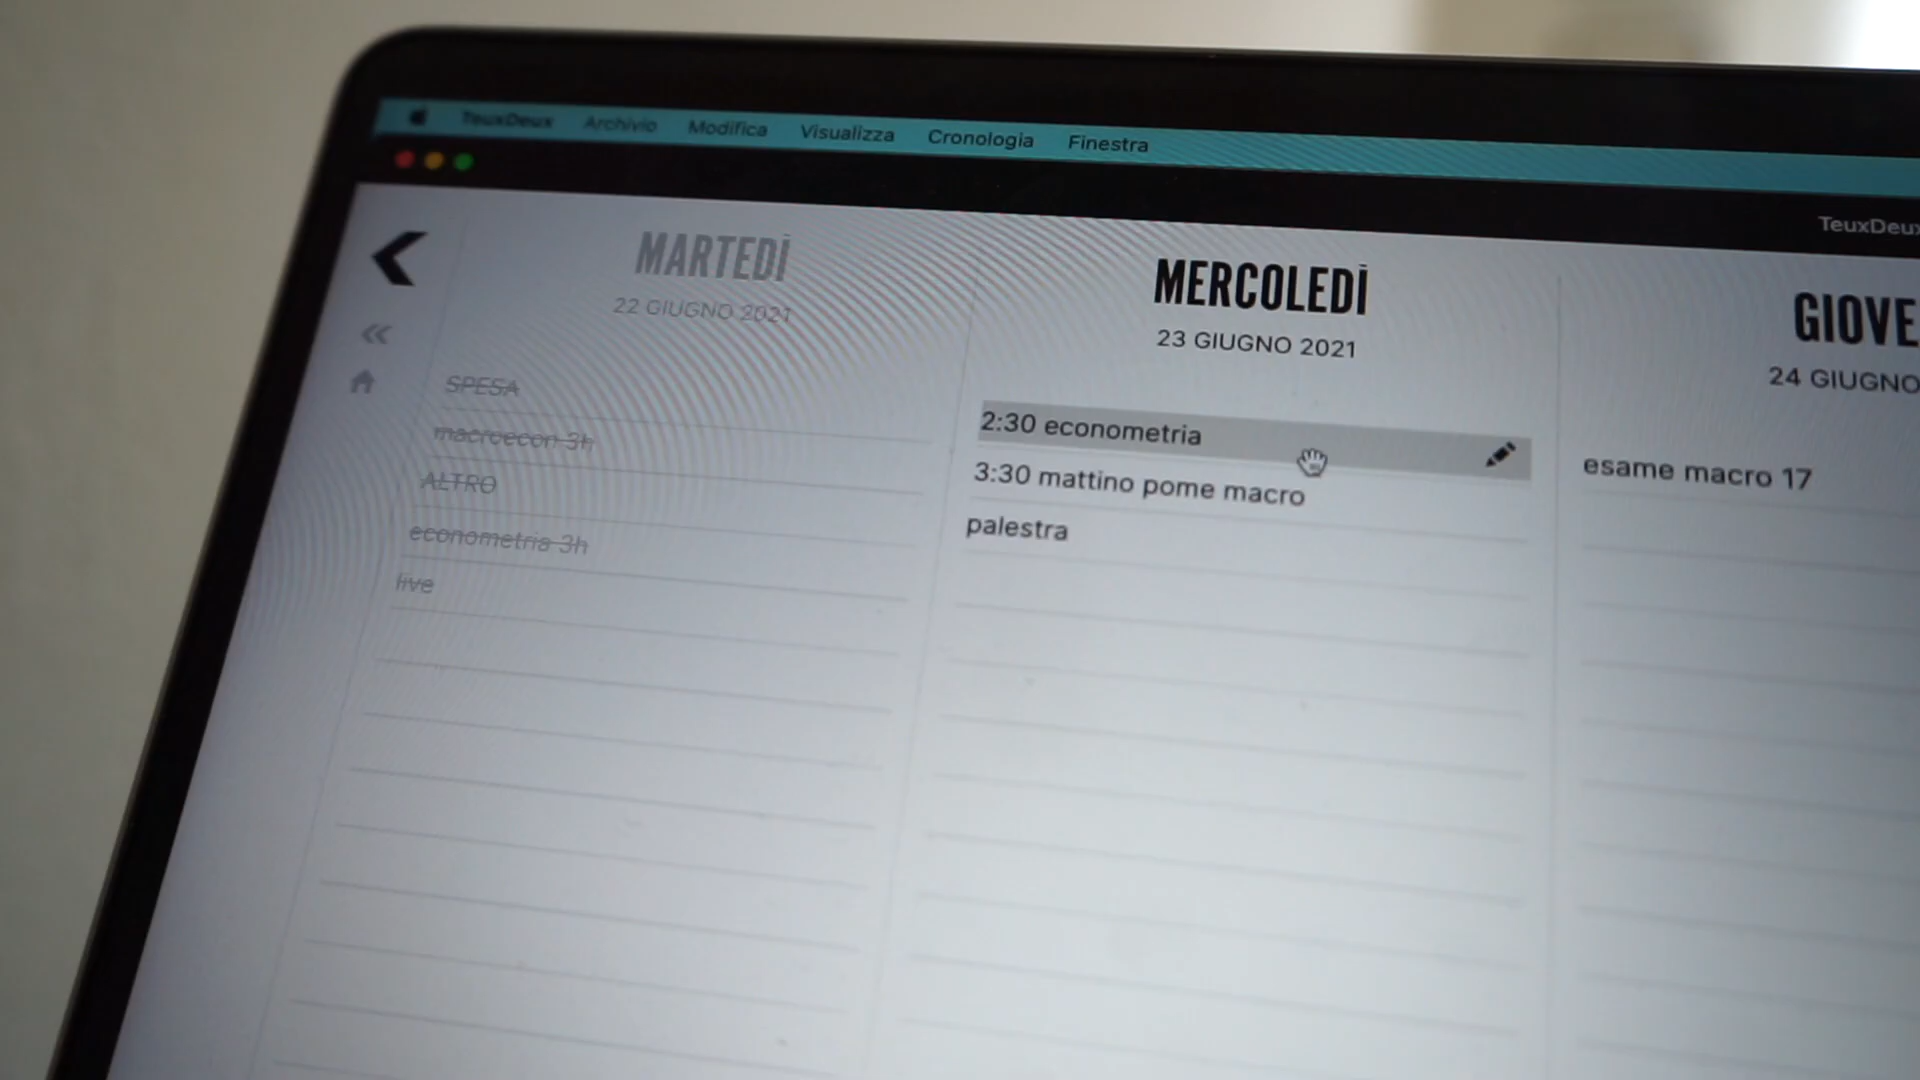 TeuxDeux Archivio Modifica Visualizza Cronologia Finestra
TeuxDeux
MARTEDÌ
22 GIUGNO 2021
SPESA
macroecon 3h
ALTRO
econometria 3h
live
MERCOLEDÌ
23 GIUGNO 2021
2:30 econometria
3:30 mattino pome macro
palestra
GIOVE
24 GIUGNO
esame macro 17